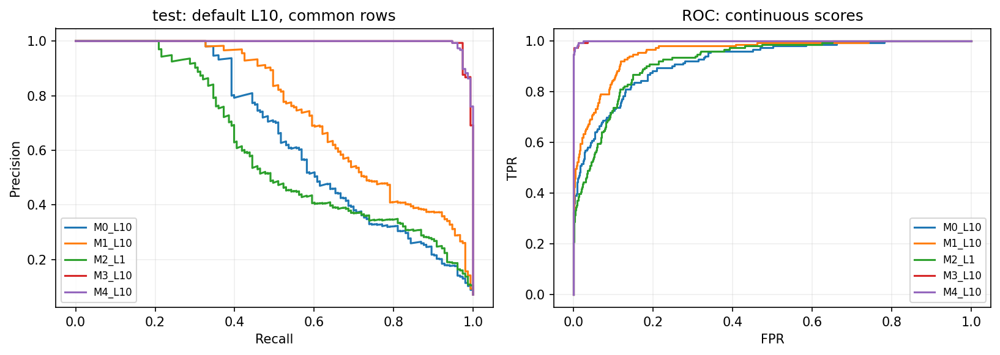 test: default L10, common rows
1.0
0.8
0.6
0.4
0.2
Precision
M0_L10
M1_L10
M2_L1
M3_L10
M4_L10
0.0 0.2 0.4 0.6 0.8 1.0
Recall
ROC: continuous scores
1.0
0.8
0.6
0.4
0.2
0.0
TPR
M0_L10
M1_L10
M2_L1
M3_L10
M4_L10
0.0 0.2 0.4 0.6 0.8 1.0
FPR